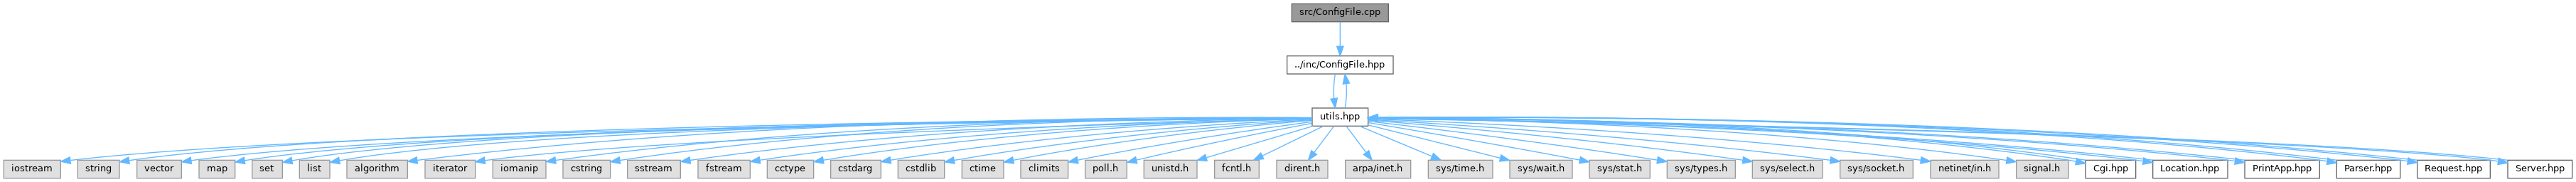 src/ConfigFile.cpp
../inc/ConfigFile.hpp
utils.hpp
iostream string vector map set list algorithm iterator iomanip cstring sstream fstream cctype cstdarg cstdlib ctime climits poll.h unistd.h fcntl.h dirent.h arpa/inet.h sys/time.h sys/wait.h sys/stat.h sys/types.h sys/select.h sys/socket.h netinet/in.h signal.h Cgi.hpp Location.hpp PrintApp.hpp Parser.hpp Request.hpp Server.hpp